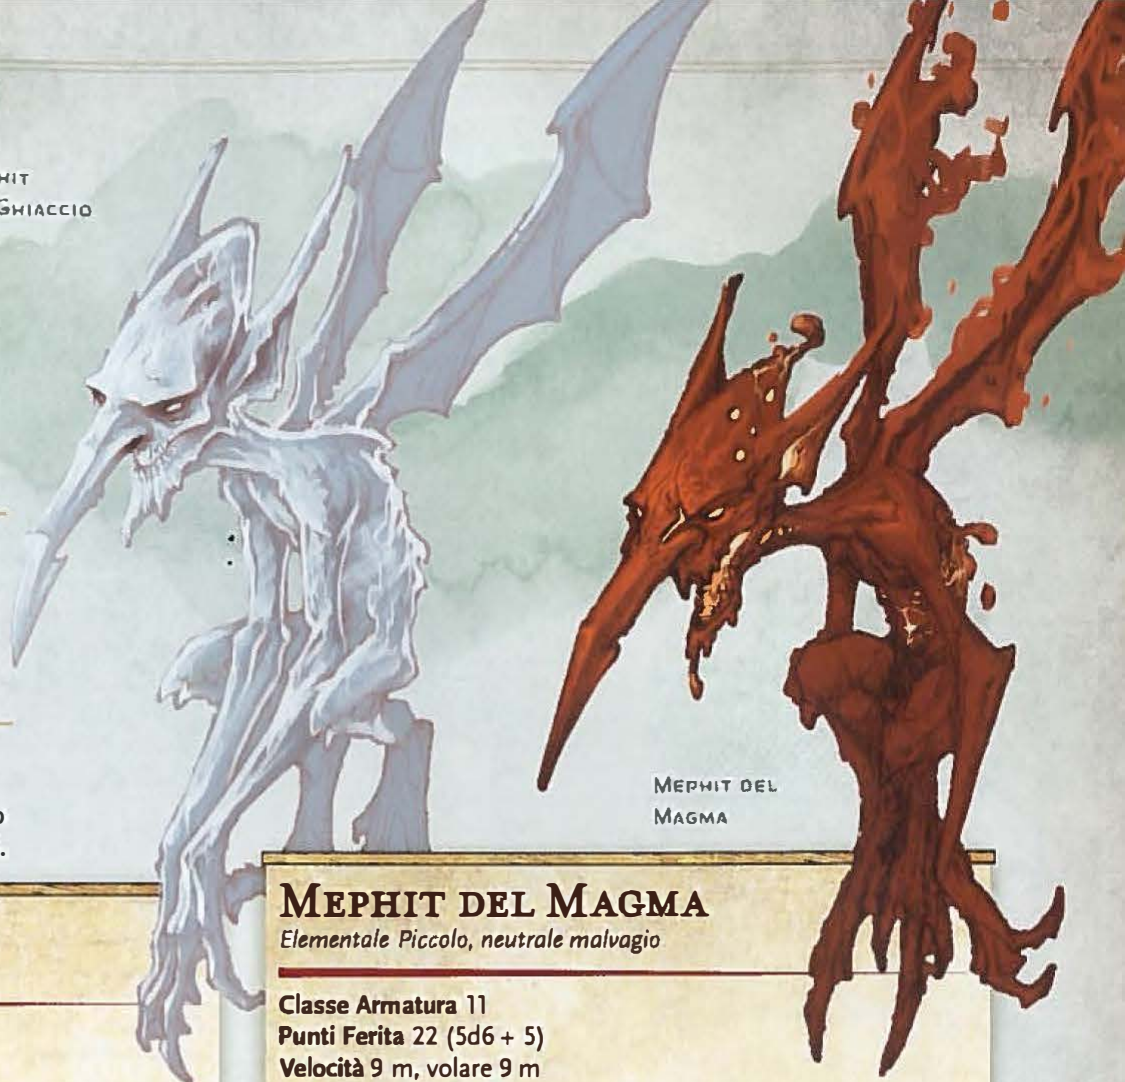 Ghiaccio
Mephit del
Magma
Mephit del Magma
Elementale Piccolo, neutrale malvagio
Classe Armatura 11
Punti Ferita 22 (5d6 + 5)
Velocità 9 m, volare 9 m